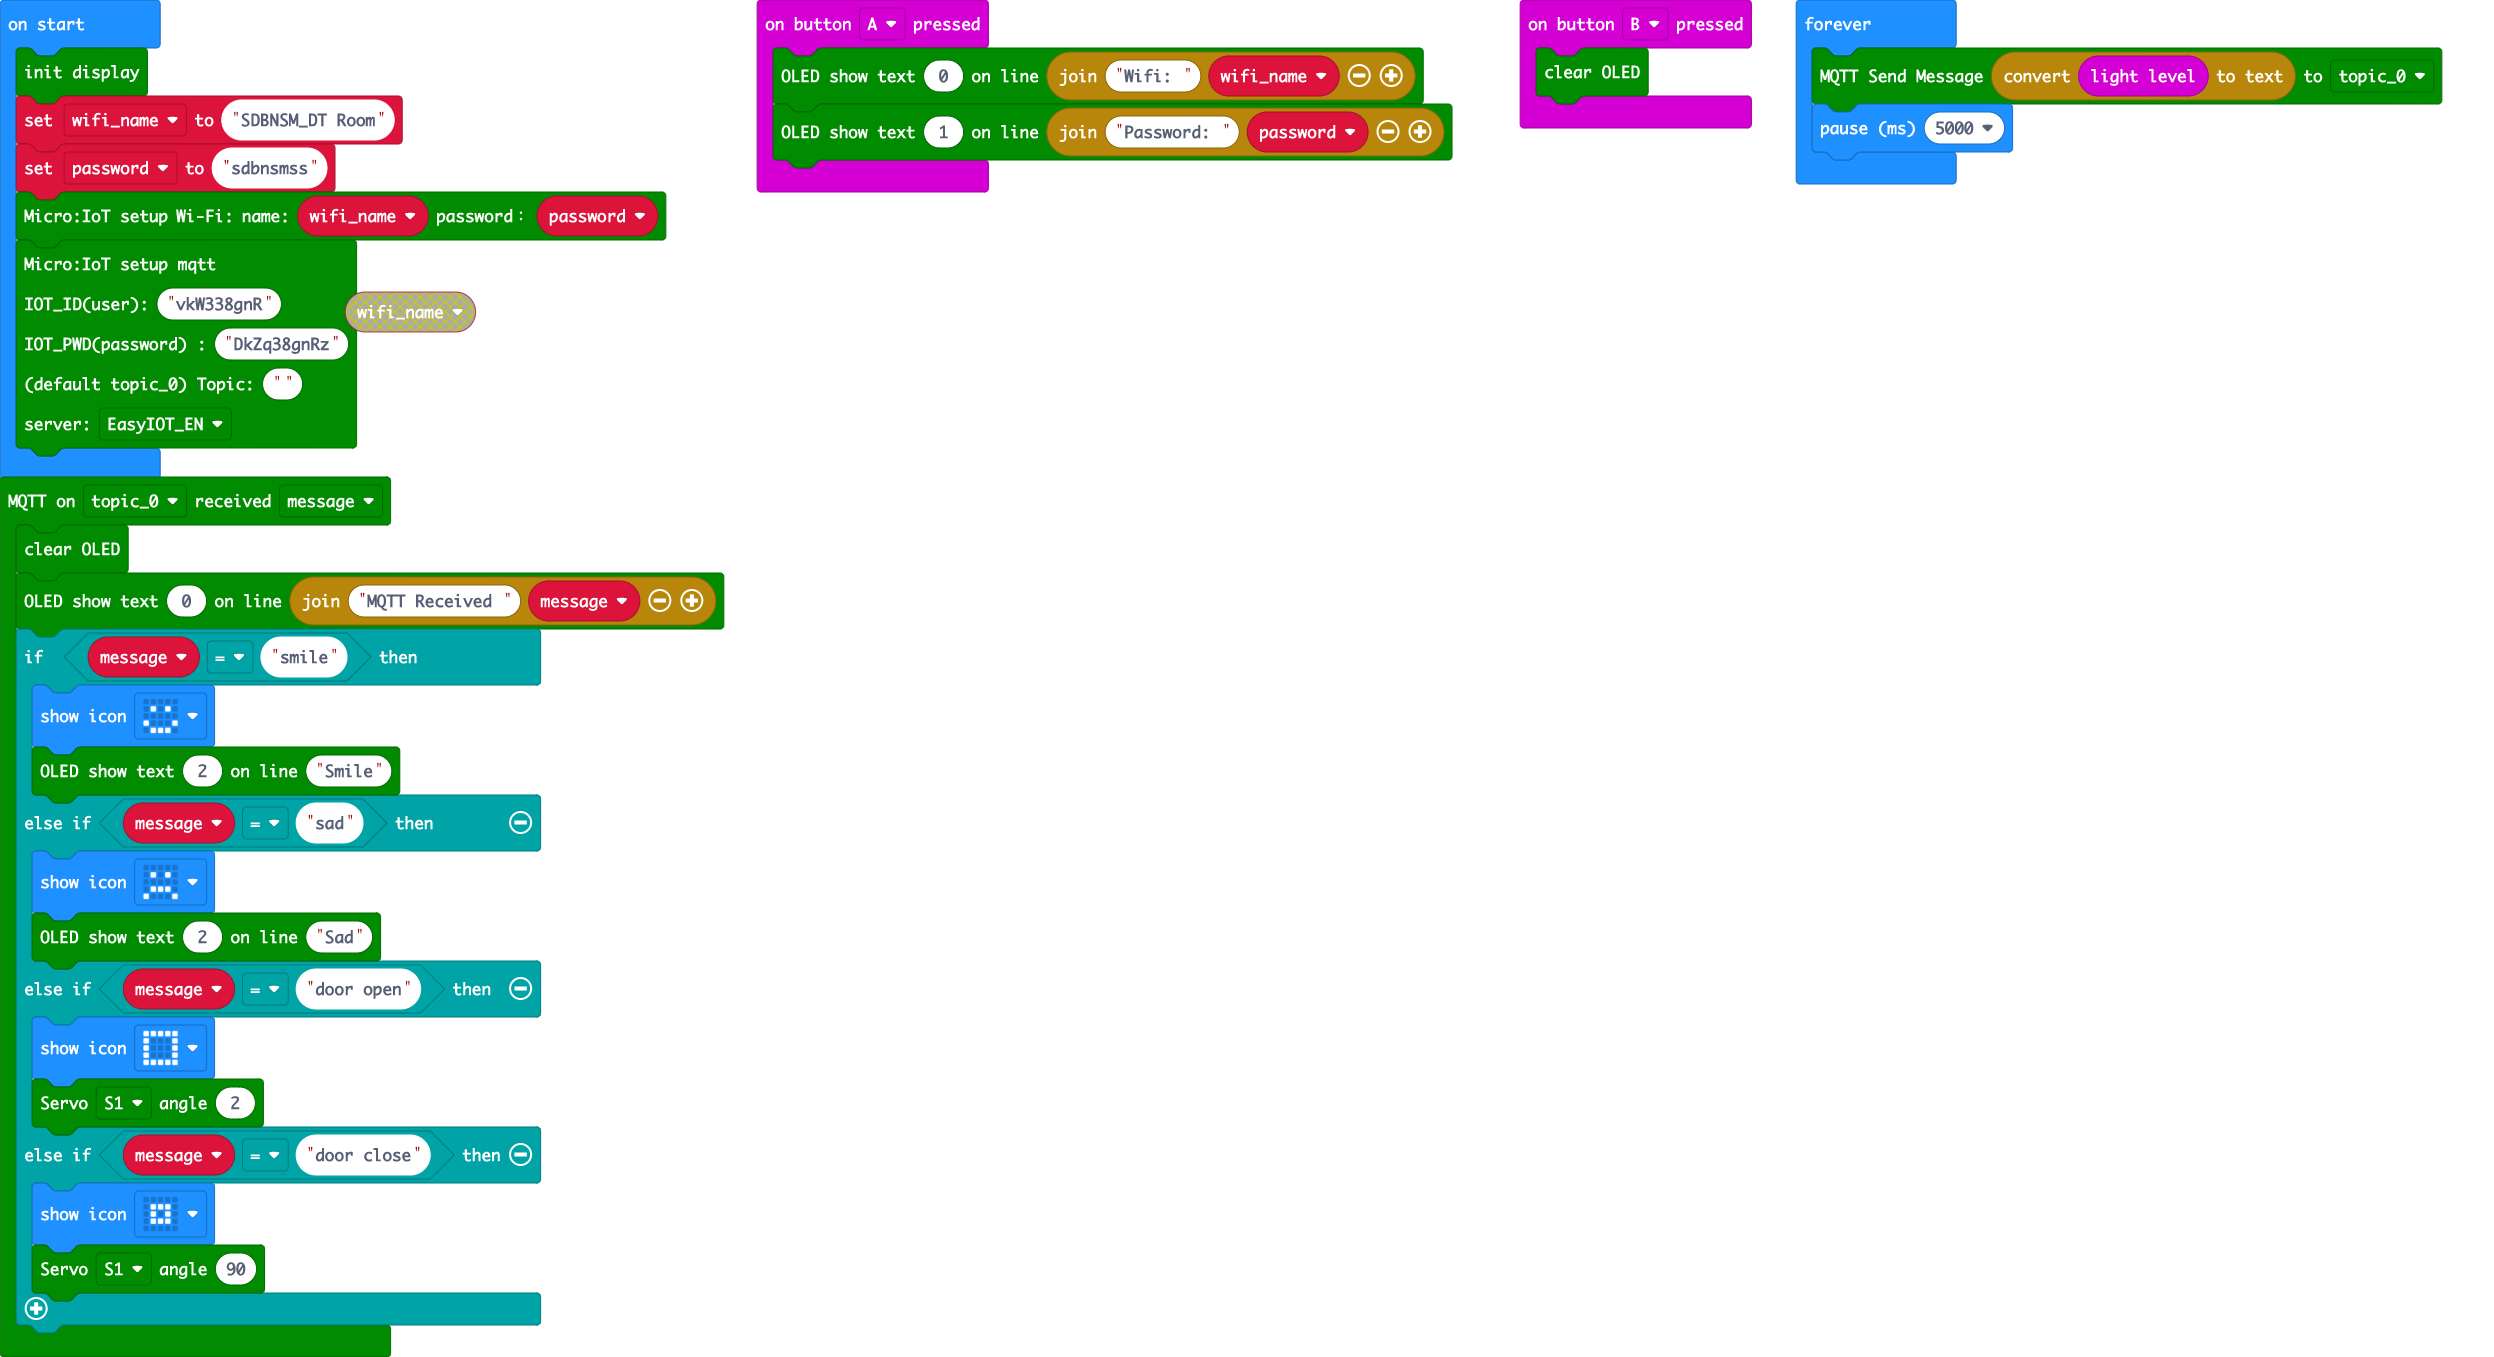 on start
init display
set wifi_name to "SDBNSM_DT Room"
set password to "sdbnsmss"
Micro:IoT setup Wi-Fi: name: wifi_name password: password
Micro:IoT setup mqtt
IOT_ID(user): "vkW338gnR"
wifi_name
IOT_PWD(password) : "DkZq38gnRz"
(default topic_0) Topic: ""
server: EasyIOT_EN
MQTT on topic_0 received message
clear OLED
OLED show text 0 on line join "MQTT Received " message
if message = "smile" then
show icon
OLED show text 2 on line "Smile"
else if message = "sad" then
show icon
OLED show text 2 on line "Sad"
else if message = "door open" then
show icon
Servo S1 angle 2
else if message = "door close" then
show icon
Servo S1 angle 90
on button A pressed
OLED show text 0 on line join "Wifi: " wifi_name
OLED show text 1 on line join "Password: " password
on button B pressed
clear OLED
forever
MQTT Send Message convert light level to text to topic_0
pause (ms) 5000